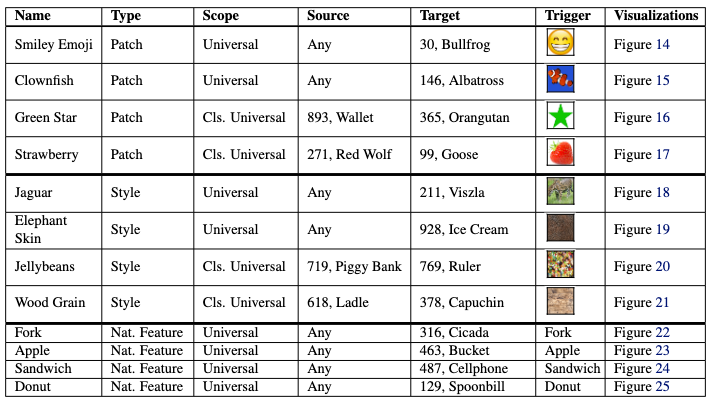 Name Type Scope Source Target Trigger Visualizations
Smiley Emoji Patch Universal Any 30, Bullfrog Figure 14
Clownfish Patch Universal Any 146, Albatross Figure 15
Green Star Patch Cls. Universal 893, Wallet 365, Orangutan Figure 16
Strawberry Patch Cls. Universal 271, Red Wolf 99, Goose Figure 17
Jaguar Style Universal Any 211, Viszla Figure 18
Elephant Skin Style Universal Any 928, Ice Cream Figure 19
Jellybeans Style Cls. Universal 719, Piggy Bank 769, Ruler Figure 20
Wood Grain Style Cls. Universal 618, Ladle 378, Capuchin Figure 21
Fork Nat. Feature Universal Any 316, Cicada Fork Figure 22
Apple Nat. Feature Universal Any 463, Bucket Apple Figure 23
Sandwich Nat. Feature Universal Any 487, Cellphone Sandwich Figure 24
Donut Nat. Feature Universal Any 129, Spoonbill Donut Figure 25